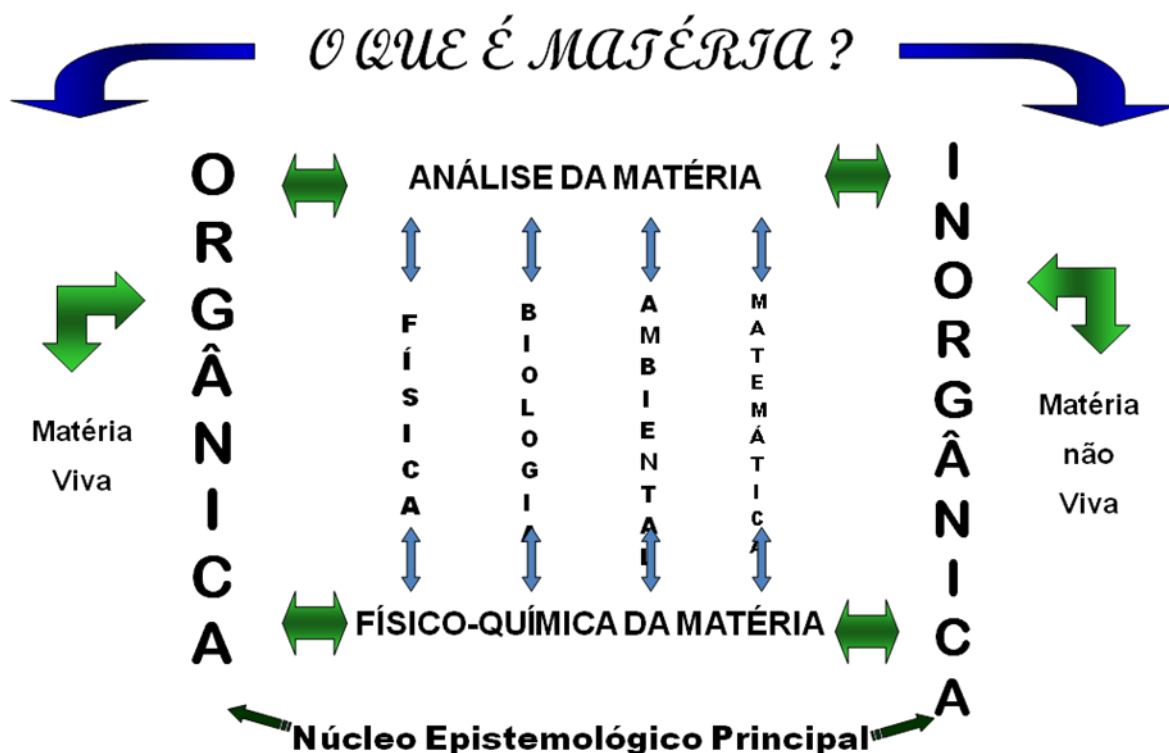 O QUE É MATÉRIA ?
ORGÂNICA
ANÁLISE DA MATÉRIA
INORGÂNICA
FÍSICA
BIOLOGIA
AMBIENTAL
MATEMÁTICA
Matéria
Viva
Matéria
não
Viva
FÍSICO-QUÍMICA DA MATÉRIA
Núcleo Epistemológico Principal